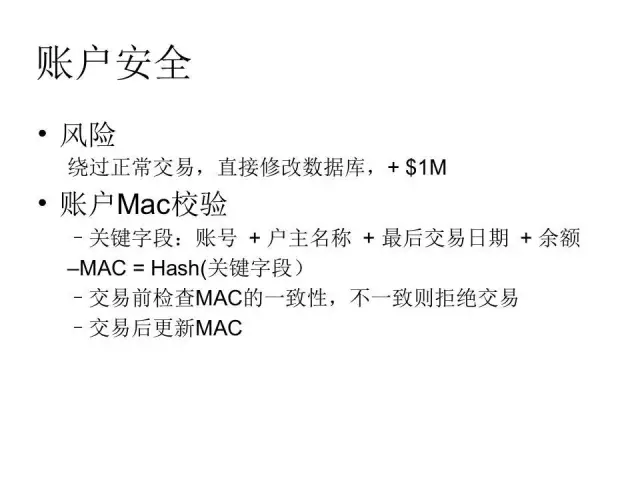 账户安全
• 风险
绕过正常交易，直接修改数据库，+ $1M
• 账户Mac校验
–关键字段：账号 + 户主名称 + 最后交易日期 + 余额
–MAC = Hash(关键字段）
–交易前检查MAC的一致性，不一致则拒绝交易
–交易后更新MAC